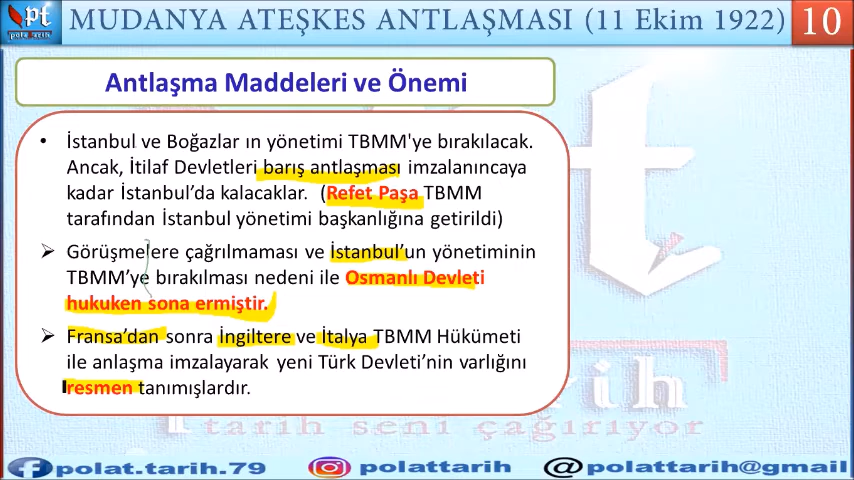 pt
polattarih
MUDANYA ATEŞKES ANTLAŞMASI (11 Ekim 1922)
10
Antlaşma Maddeleri ve Önemi
• İstanbul ve Boğazlar ın yönetimi TBMM'ye bırakılacak.
Ancak, İtilaf Devletleri barış antlaşması imzalanıncaya
kadar İstanbul’da kalacaklar. (Refet Paşa TBMM
tarafından İstanbul yönetimi başkanlığına getirildi)
➢ Görüşmelere çağrılmaması ve İstanbul’un yönetiminin
TBMM’ye bırakılması nedeni ile Osmanlı Devleti
hukuken sona ermiştir.
➢ Fransa’dan sonra İngiltere ve İtalya TBMM Hükümeti
ile anlaşma imzalayarak yeni Türk Devleti’nin varlığını
resmen tanımışlardır.
tarih seni çağırıyor
polat.tarih.79
polattarih
@polattarih@gmail